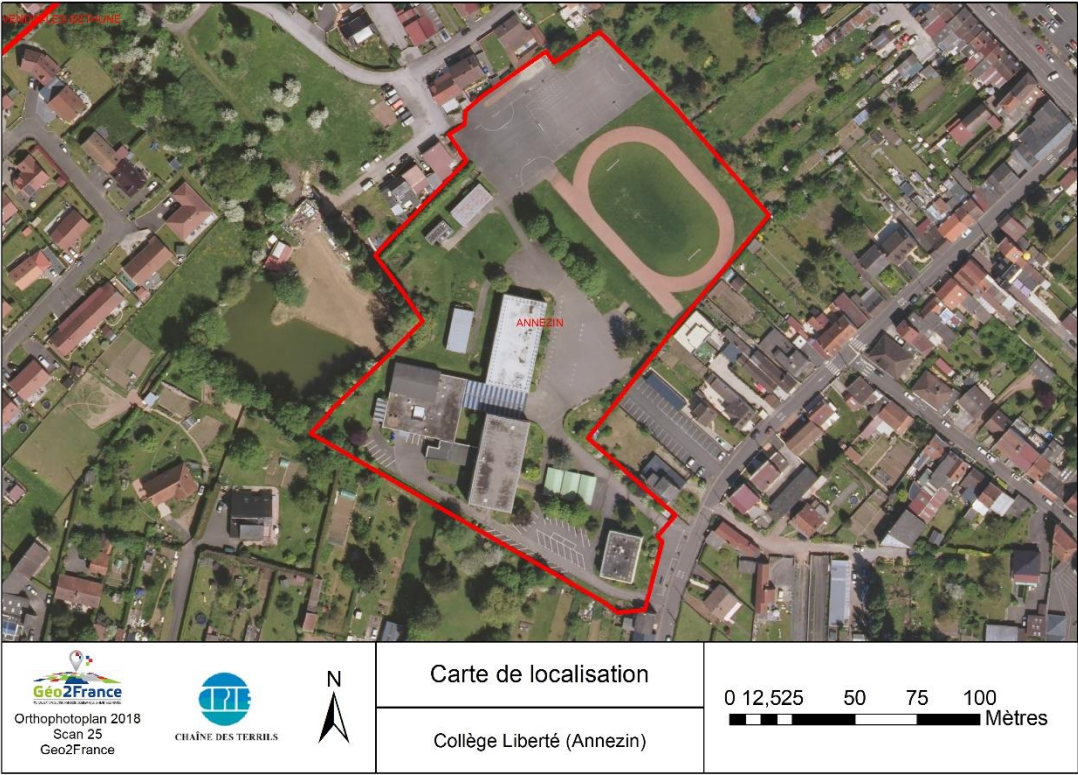 ANNEZIN
Géo2France
Orthophotoplan 2018
Scan 25
Geo2France
CPIE
CHAÎNE DES TERRILS
N
Carte de localisation
Collège Liberté (Annezin)
0 12,525 50 75 100
Mètres